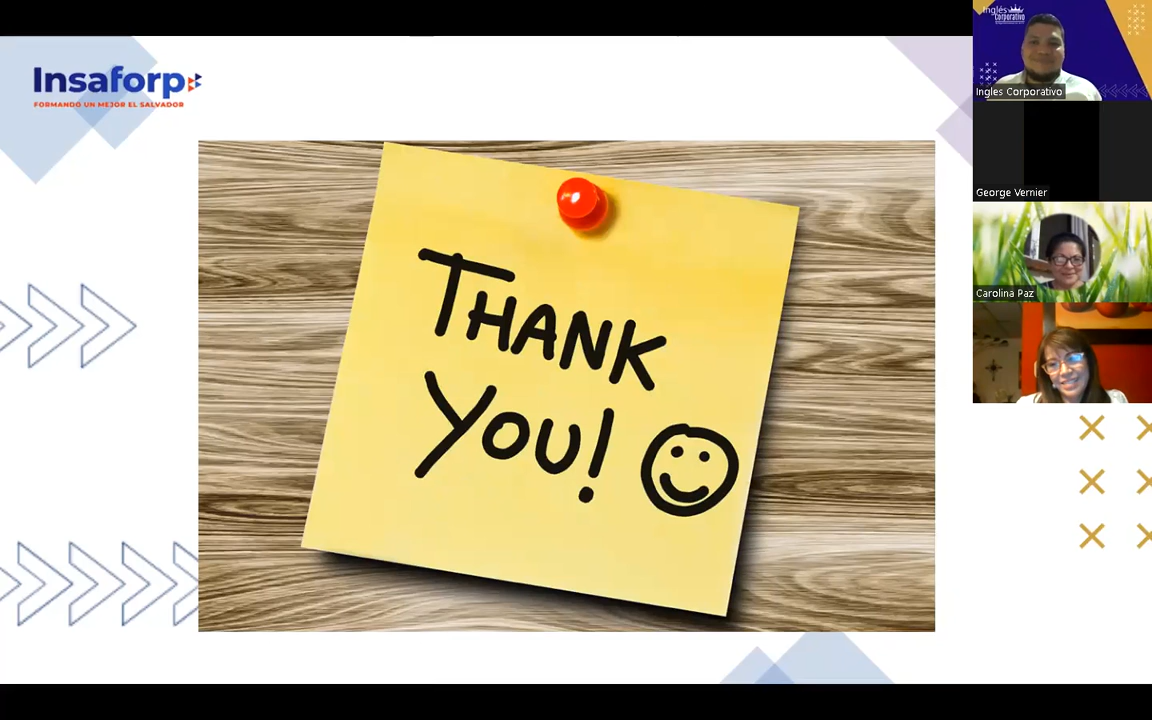 Insaforp
FORMANDO UN MEJOR EL SALVADOR
THANK
YOU!
Inglés
Corporativo
Ingles Corporativo
George Vernier
Carolina Paz